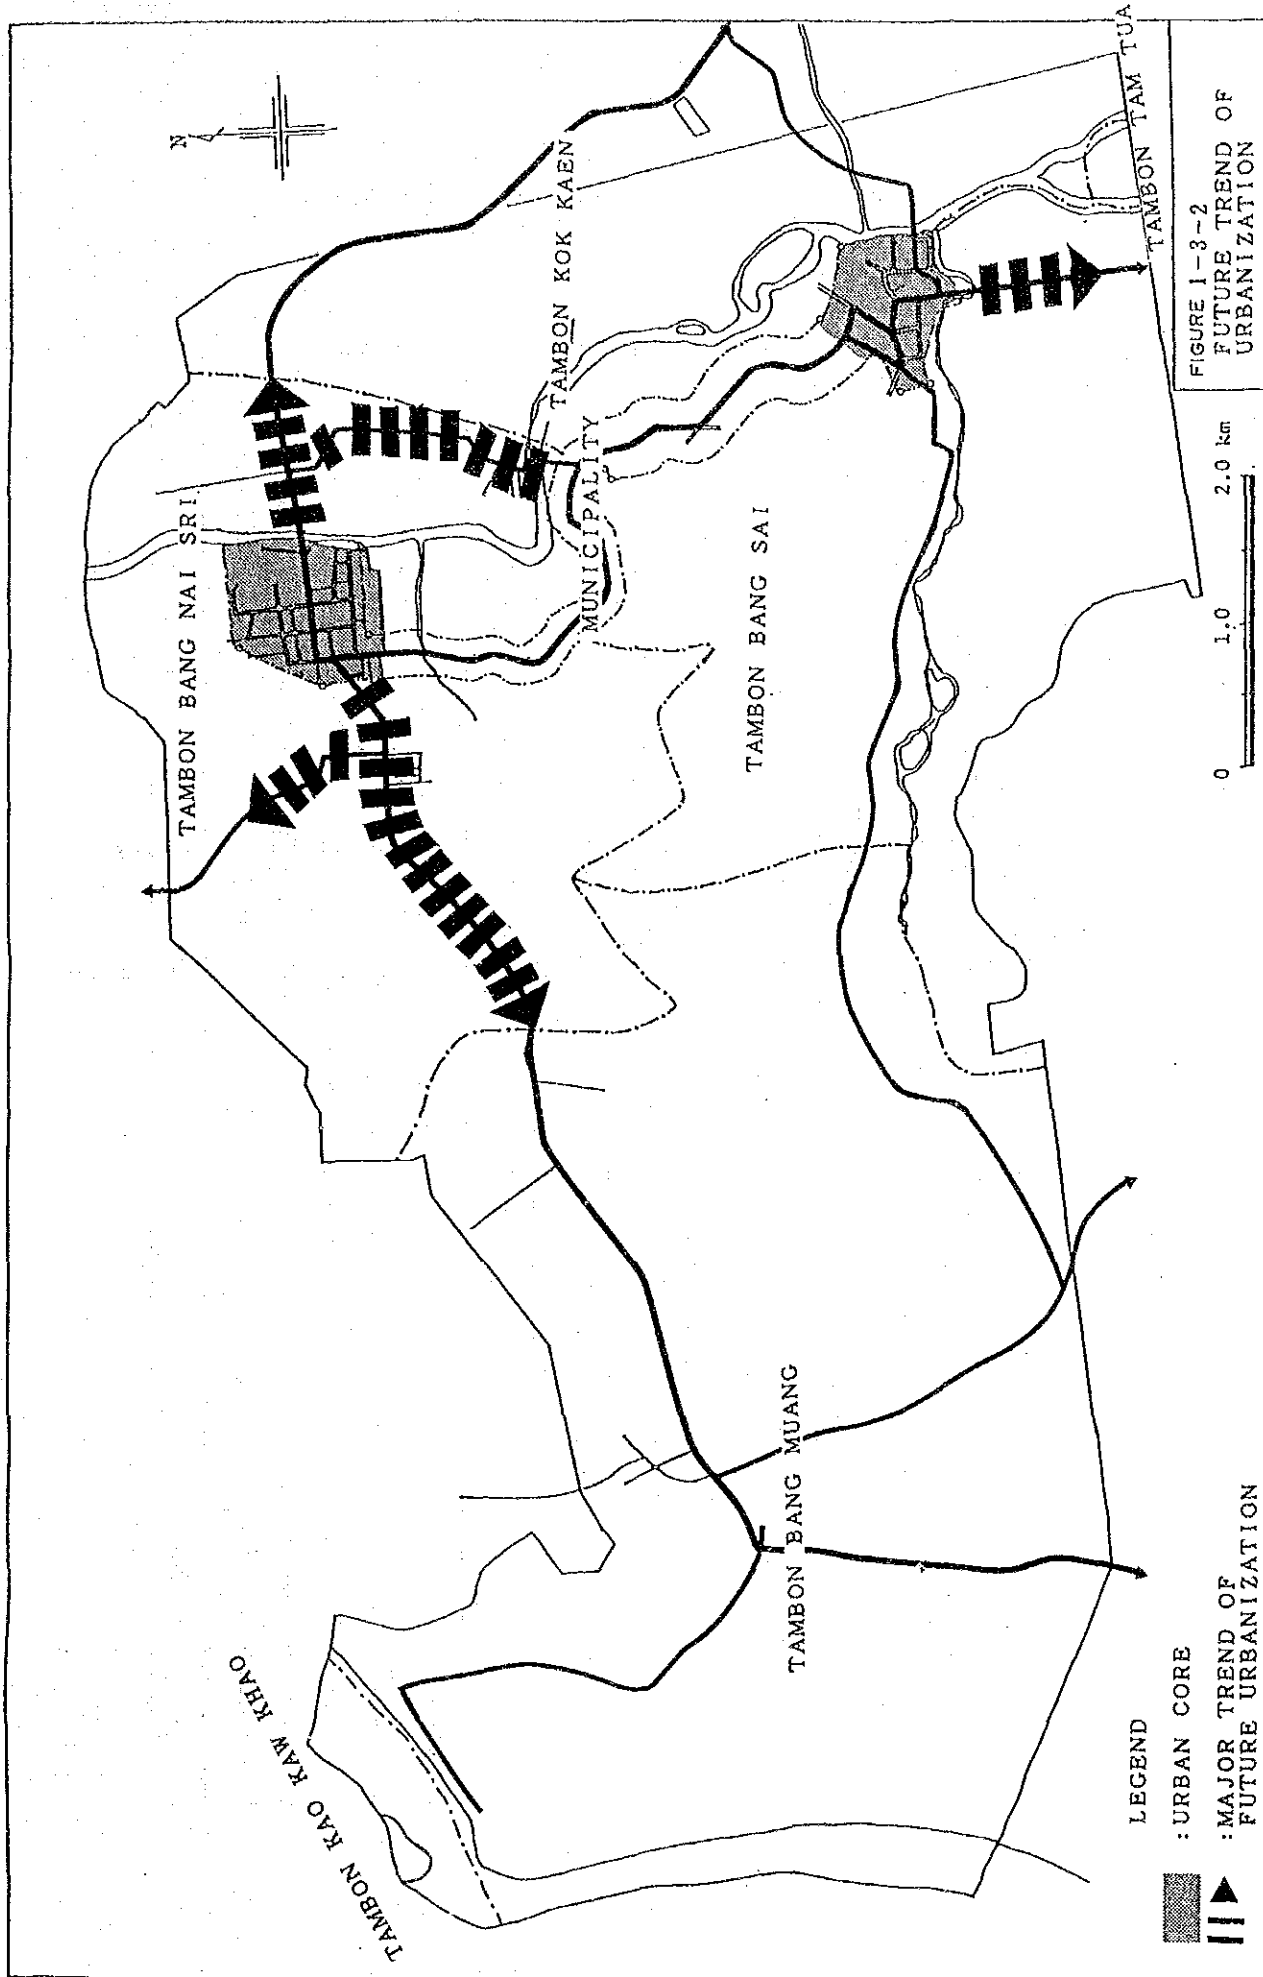 N
TAMBON BANG NAI SRI
TAMBON KOK KAEN
MUNICIPALITY
TAMBON BANG SAI
TAMBON KAO KAW KHAO
TAMBON BANG MUANG
TAMBON TAM TUA
LEGEND
:URBAN CORE
:MAJOR TREND OF
FUTURE URBANIZATION
0 1.0 2.0 km
FIGURE 1-3-2
FUTURE TREND OF
URBANIZATION